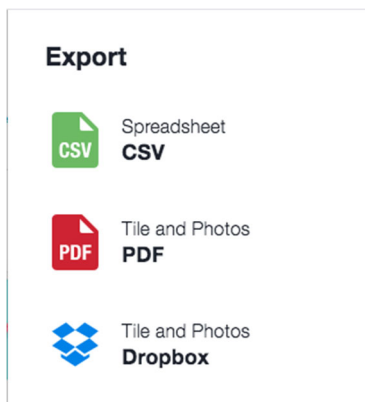 Export
Spreadsheet
CSV
CSV
Tile and Photos
PDF
PDF
Tile and Photos
Dropbox